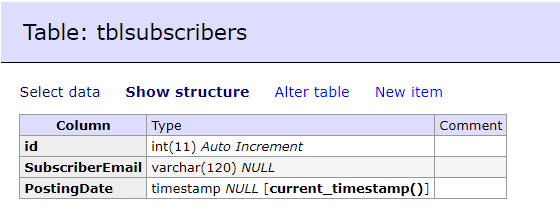 Table: tblsubscribers
Select data Show structure Alter table New item
Column Type Comment
id int(11) Auto Increment
SubscriberEmail varchar(120) NULL
PostingDate timestamp NULL [current_timestamp()]